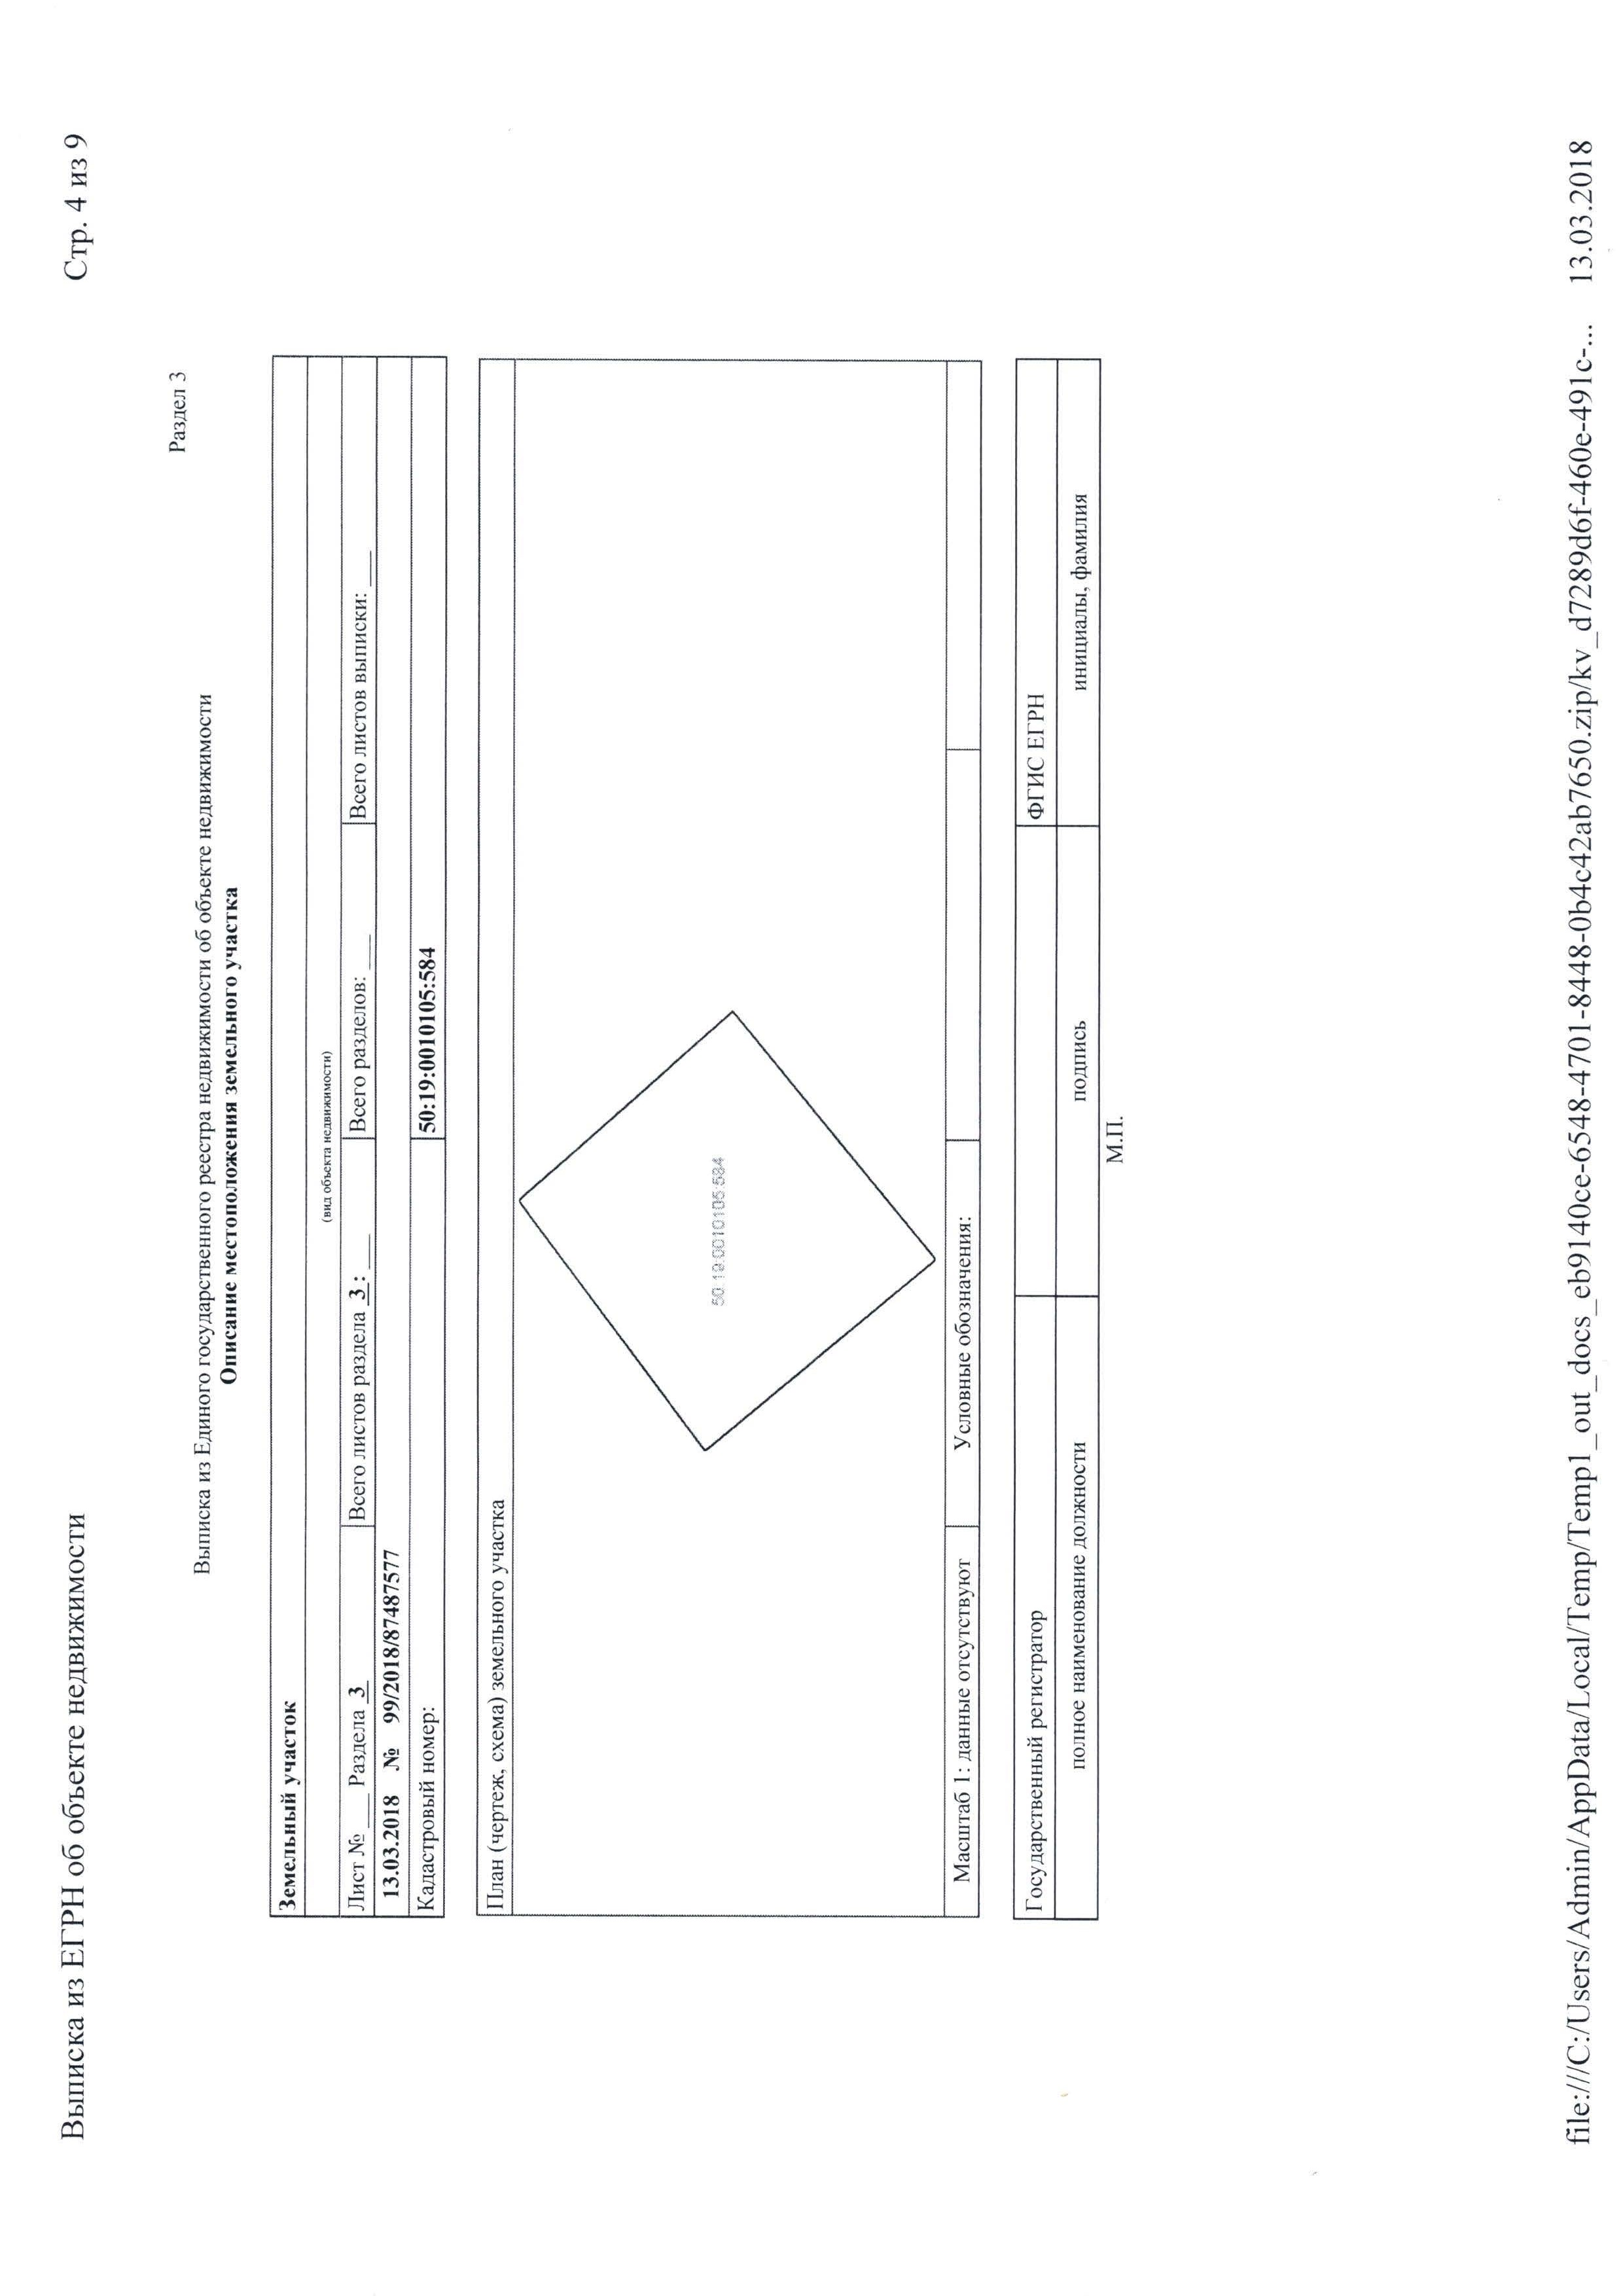 Выписка из ЕГРН об объекте недвижимости
Стр. 4 из 9
Раздел 3
Выписка из Единого государственного реестра недвижимости об объекте недвижимости
Описание местоположения земельного участка
Земельный участок
(вид объекта недвижимости)
Лист № ___ Раздела 3
Всего листов раздела 3 : ___
Всего разделов: ___
Всего листов выписки: ___
13.03.2018 № 99/2018/87487577
Кадастровый номер:
50:19:0010105:584
План (чертеж, схема) земельного участка
50:19:0010105:584
Масштаб 1: данные отсутствуют
Условные обозначения:
Государственный регистратор
ФГИС ЕГРН
полное наименование должности
подпись
инициалы, фамилия
М.П.
file:///C:/Users/Admin/AppData/Local/Temp/Temp1_out_docs_eb9140ce-6548-4701-8448-0b4c42ab7650.zip/kv_d7289d6f-460e-491c-...
13.03.2018